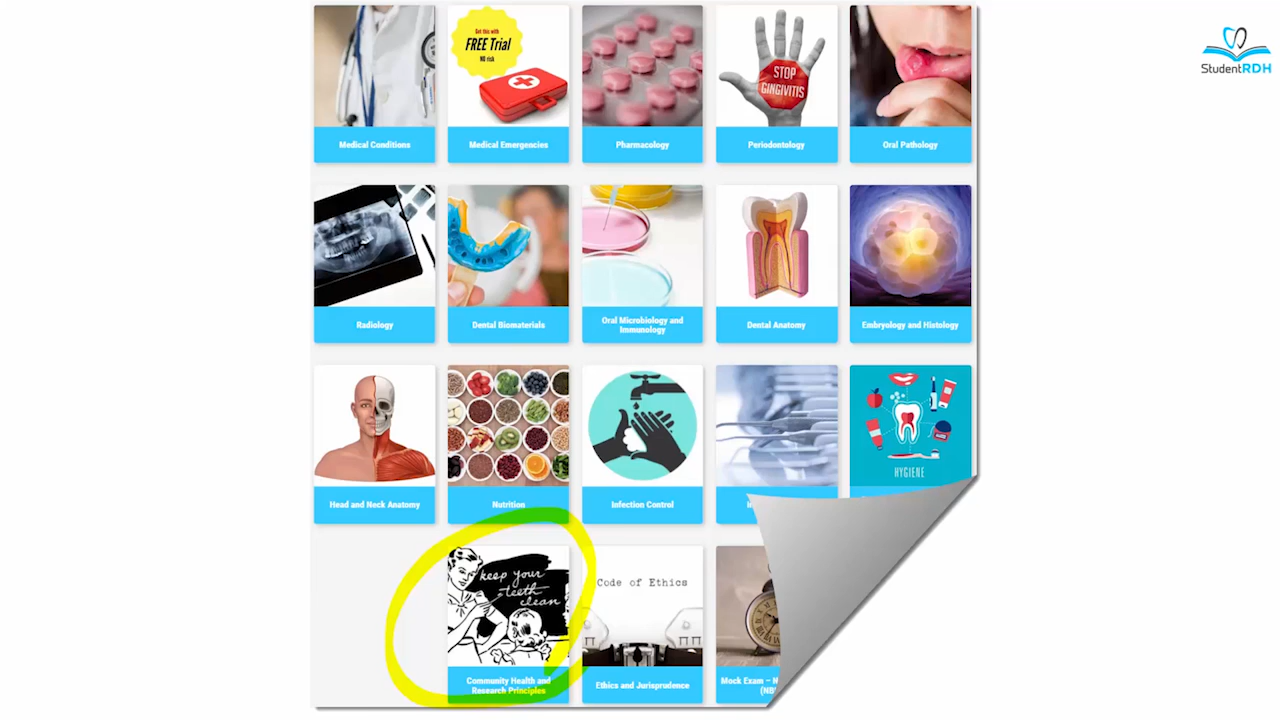 Get this with
FREE Trial
NO risk
STOP
GINGIVITIS
StudentRDH
Medical Conditions
Medical Emergencies
Pharmacology
Periodontology
Oral Pathology
Radiology
Dental Biomaterials
Oral Microbiology and
Immunology
Dental Anatomy
Embryology and Histology
HYGIENE
Head and Neck Anatomy
Nutrition
Infection Control
keep your
teeth
clean
Code of Ethics
Community Health and
Research Principles
Ethics and Jurisprudence
Mock Exam – N
(NB